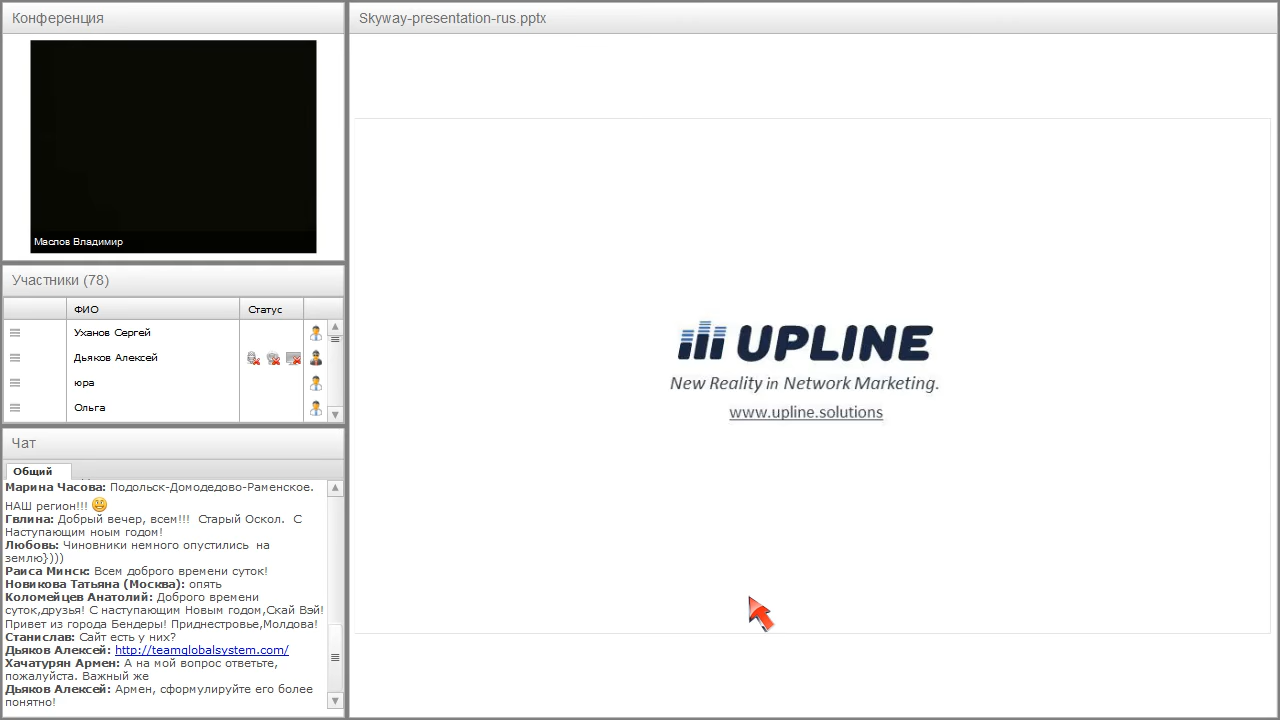 Конференция
Маслов Владимир
Участники (78)
ФИО
Статус
Уханов Сергей
Дьяков Алексей
юра
Ольга
Чат
Общий
Марина Часова: Подольск-Домодедово-Раменское.
НАШ регион!!!
Гвлина: Добрый вечер, всем!!! Старый Оскол. С
Наступающим ноым годом!
Любовь: Чиновники немного опустились на
землю})))
Раиса Минск: Всем доброго времени суток!
Новикова Татьяна (Москва): опять
Коломейцев Анатолий: Доброго времени
суток,друзья! С наступающим Новым годом,Скай Вэй!
Привет из города Бендеры! Приднестровье,Молдова!
Станислав: Сайт есть у них?
Дьяков Алексей: http://teamglobalsystem.com/
Хачатурян Армен: А на мой вопрос ответьте,
пожалуйста. Важный же
Дьяков Алексей: Армен, сформулируйте его более
понятно!
Skyway-presentation-rus.pptx
UPLINE
New Reality in Network Marketing.
www.upline.solutions